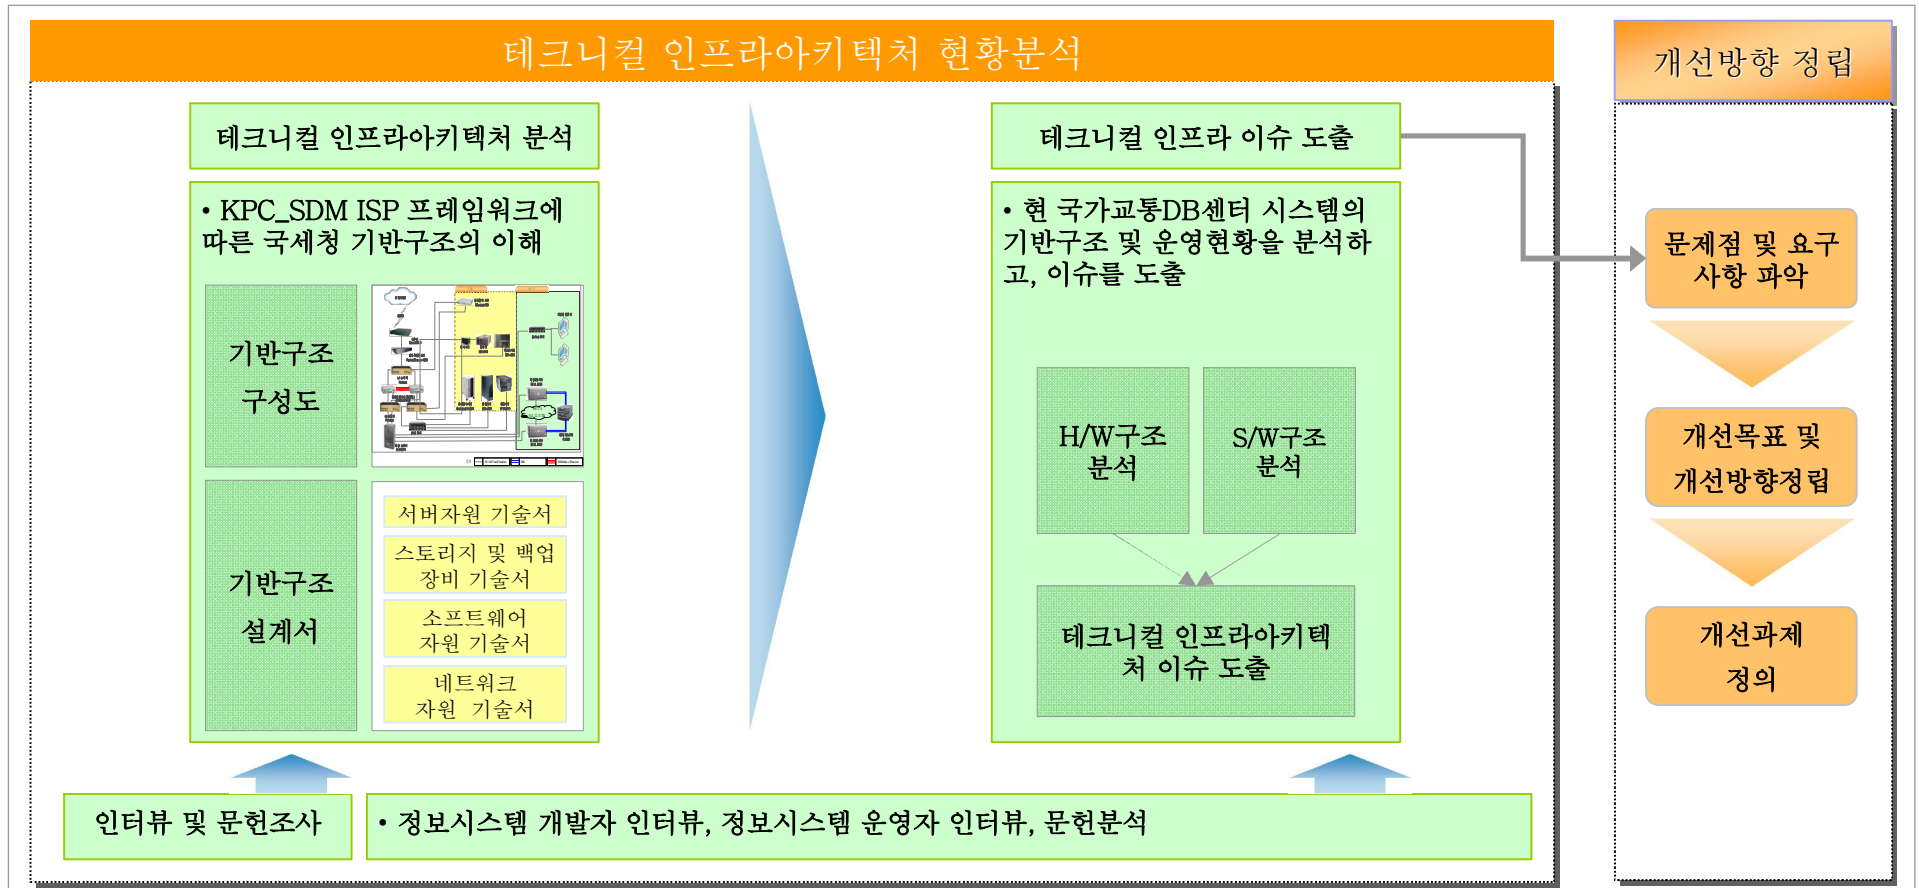 테크니컬 인프라아키텍처 현황분석
개선방향 정립
테크니컬 인프라아키텍처 분석
• KPC_SDM ISP 프레임워크에
따른 국세청 기반구조의 이해
기반구조
구성도
기반구조
설계서
서버자원 기술서
스토리지 및 백업
장비 기술서
소프트웨어
자원 기술서
네트워크
자원 기술서
테크니컬 인프라 이슈 도출
• 현 국가교통DB센터 시스템의
기반구조 및 운영현황을 분석하
고, 이슈를 도출
H/W구조
분석
S/W구조
분석
테크니컬 인프라아키텍
처 이슈 도출
인터뷰 및 문헌조사
• 정보시스템 개발자 인터뷰, 정보시스템 운영자 인터뷰, 문헌분석
문제점 및 요구
사항 파악
개선목표 및
개선방향정립
개선과제
정의